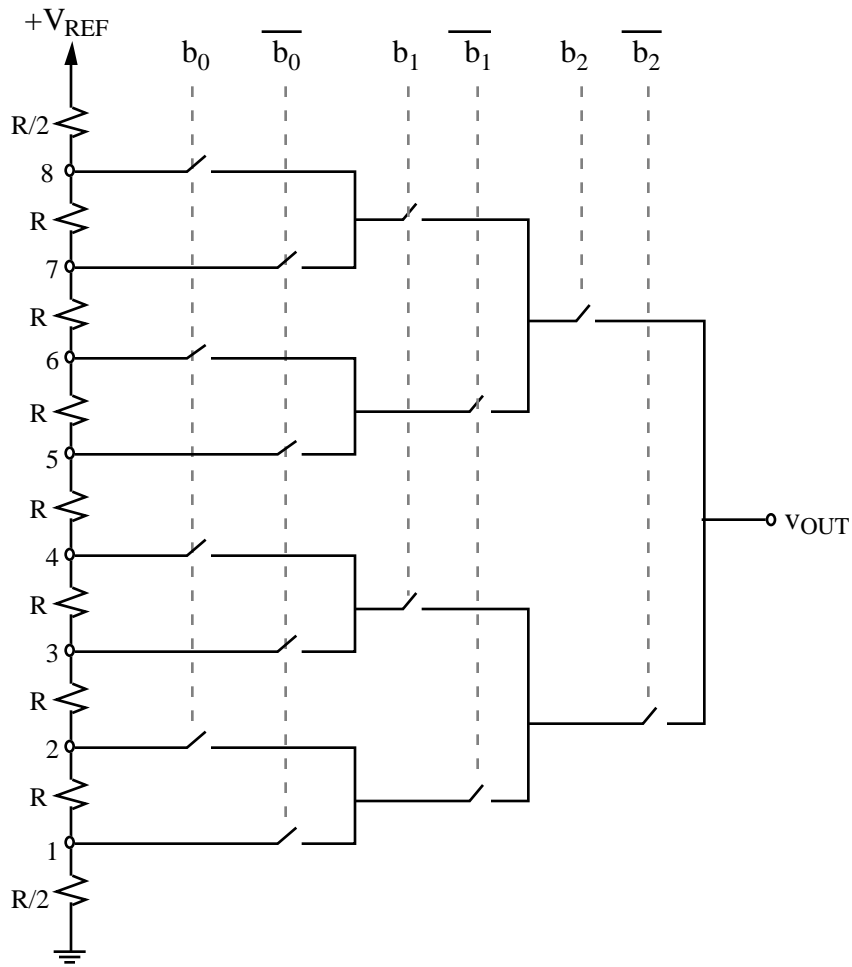 +V_REF
b_0 b̅_0̅ b_1 b̅_1̅ b_2 b̅_2̅
R/2
8
R
7
R
6
R
5
R
4
v_OUT
R
3
R
2
R
1
R/2